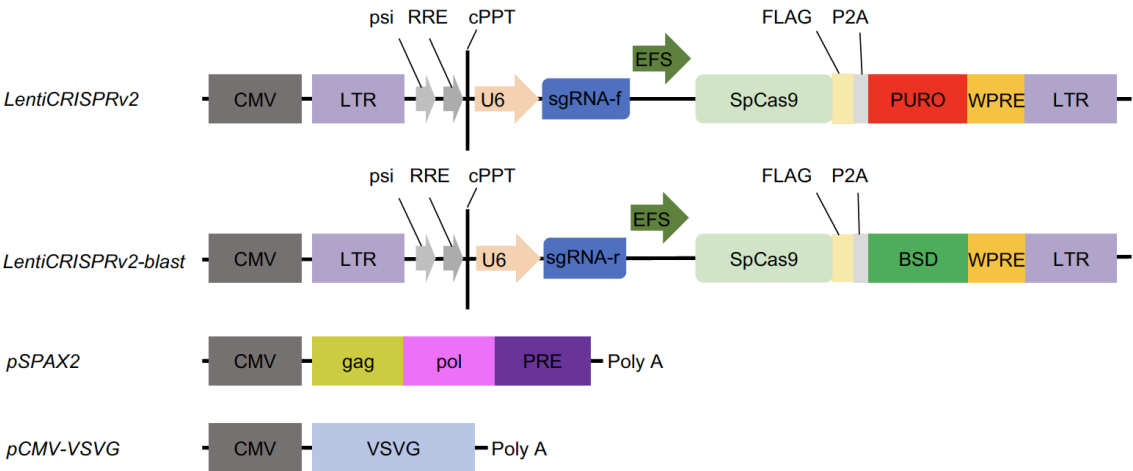 psi RRE cPPT FLAG P2A
EFS
LentiCRISPRv2 CMV LTR U6 sgRNA-f SpCas9 PURO WPRE LTR
psi RRE cPPT FLAG P2A
EFS
LentiCRISPRv2-blast CMV LTR U6 sgRNA-r SpCas9 BSD WPRE LTR
pSPAX2 CMV gag pol PRE Poly A
pCMV-VSVG CMV VSVG Poly A